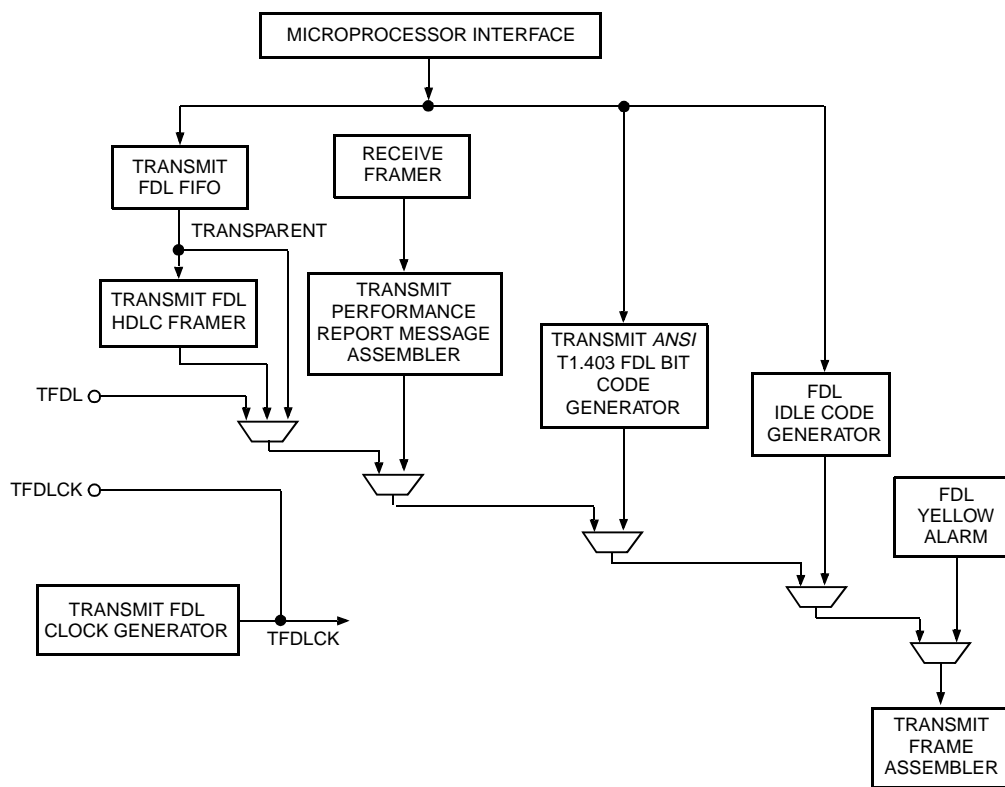 MICROPROCESSOR INTERFACE
TRANSMIT
FDL FIFO
RECEIVE
FRAMER
TRANSPARENT
TRANSMIT FDL
HDLC FRAMER
TRANSMIT
PERFORMANCE
REPORT MESSAGE
ASSEMBLER
TRANSMIT ANSI
T1.403 FDL BIT
CODE
GENERATOR
FDL
IDLE CODE
GENERATOR
TFDL
TFDLCK
FDL
YELLOW
ALARM
TRANSMIT FDL
CLOCK GENERATOR
TFDLCK
TRANSMIT
FRAME
ASSEMBLER